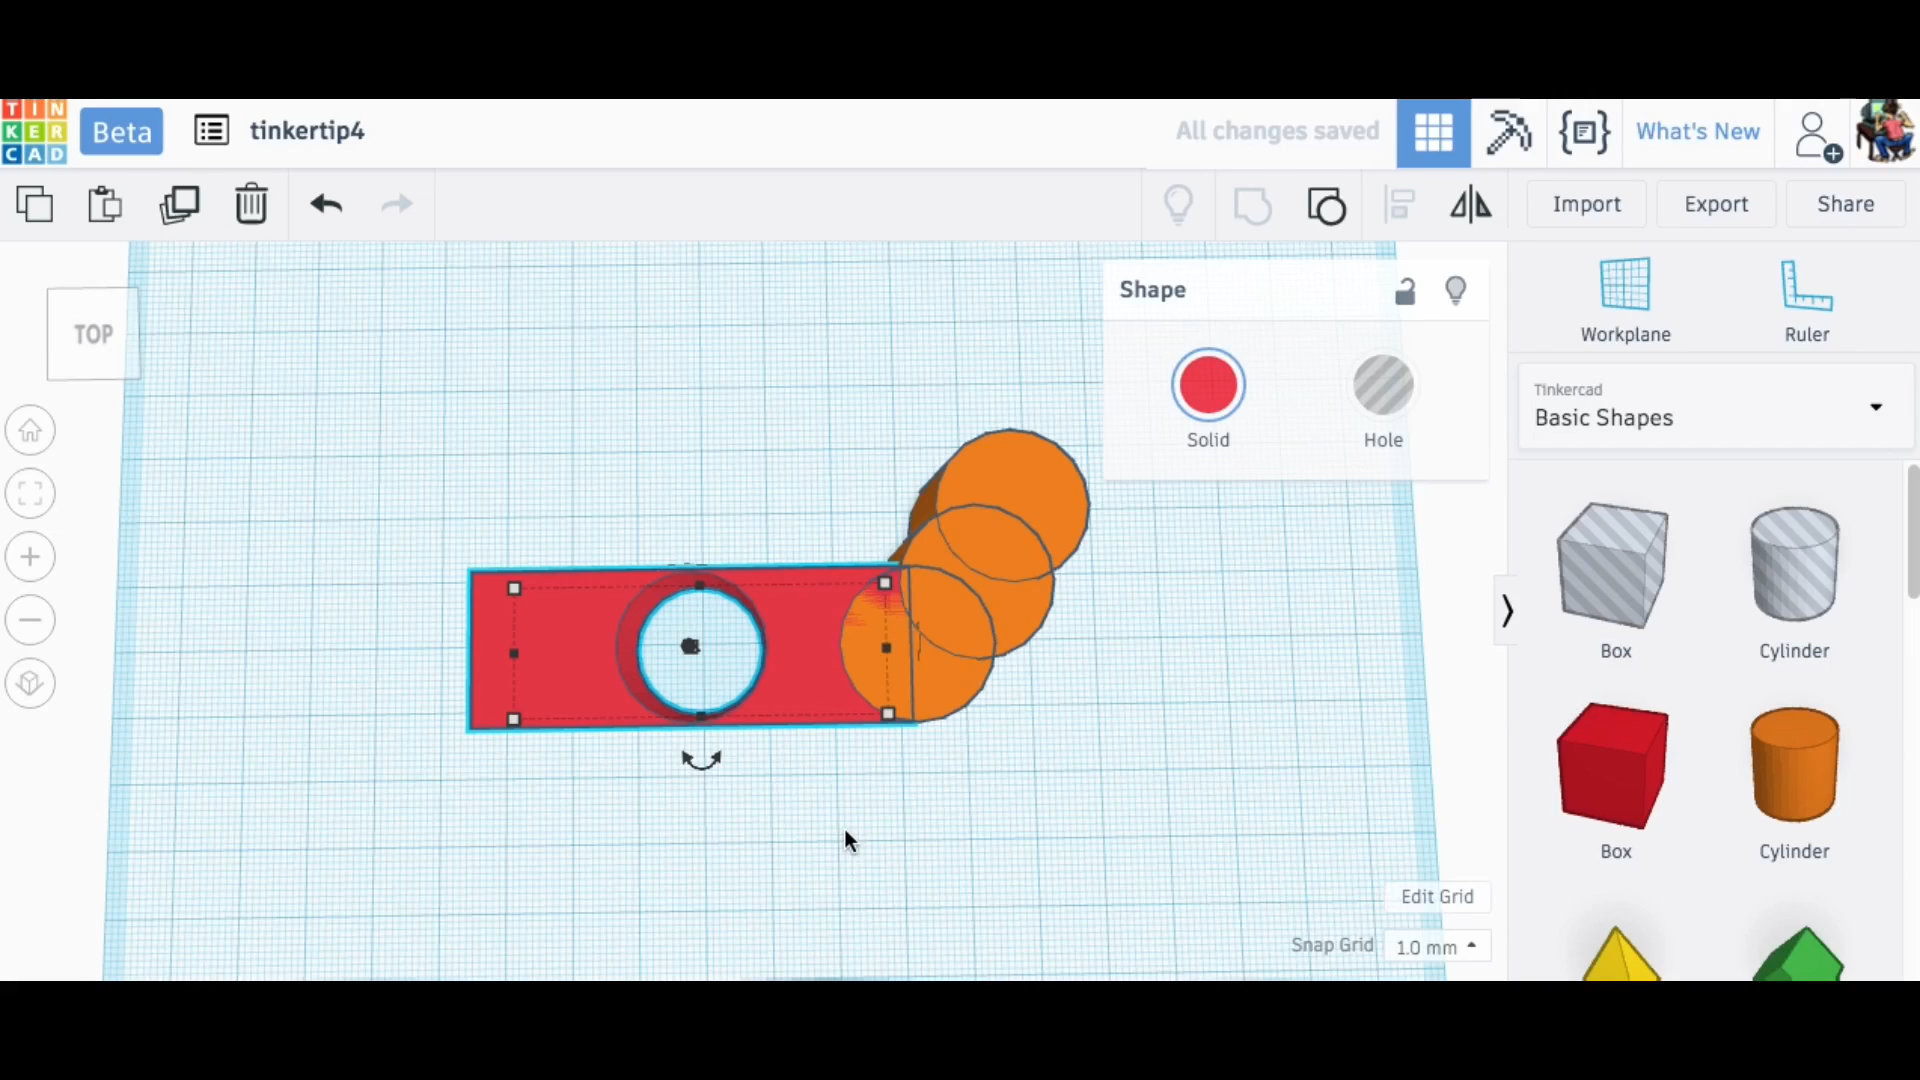 TIN
KER
CAD
Beta
tinkertip4
All changes saved
What's New
Import
Export
Share
TOP
Shape
Solid
Hole
Workplane
Ruler
Tinkercad
Basic Shapes
Box
Cylinder
Box
Cylinder
Edit Grid
Snap Grid 1.0 mm